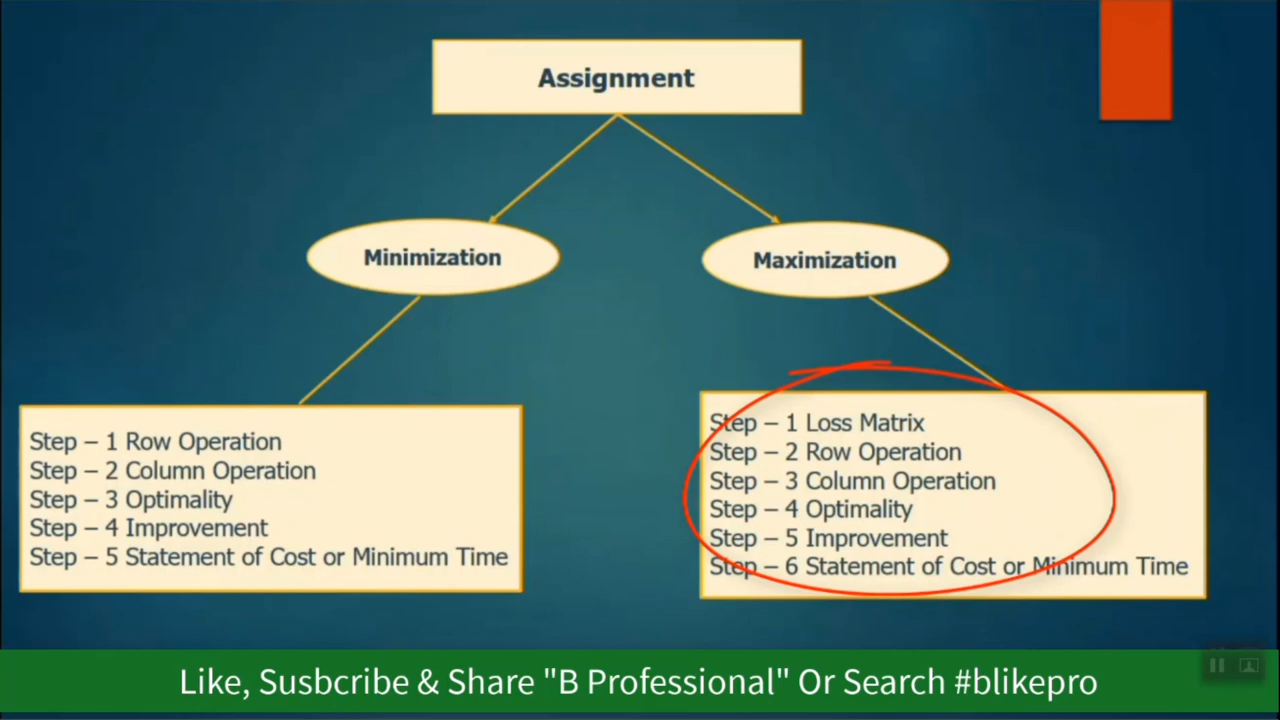 Assignment
Minimization
Maximization
Step – 1 Row Operation
Step – 2 Column Operation
Step – 3 Optimality
Step – 4 Improvement
Step – 5 Statement of Cost or Minimum Time
Step – 1 Loss Matrix
Step – 2 Row Operation
Step – 3 Column Operation
Step – 4 Optimality
Step – 5 Improvement
Step – 6 Statement of Cost or Minimum Time
Like, Susbcribe & Share "B Professional" Or Search #blikepro